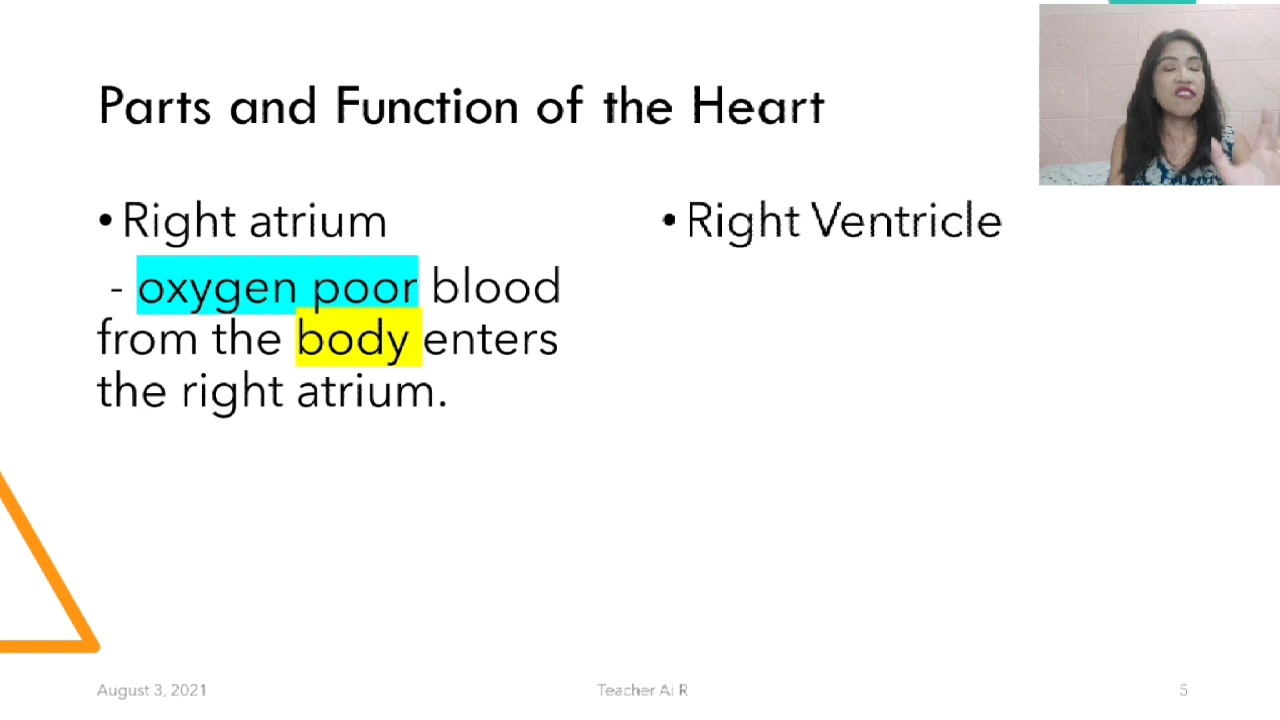 Parts and Function of the Heart
• Right atrium
- oxygen poor blood
from the body enters
the right atrium.
• Right Ventricle
August 3, 2021
Teacher Ai R
5